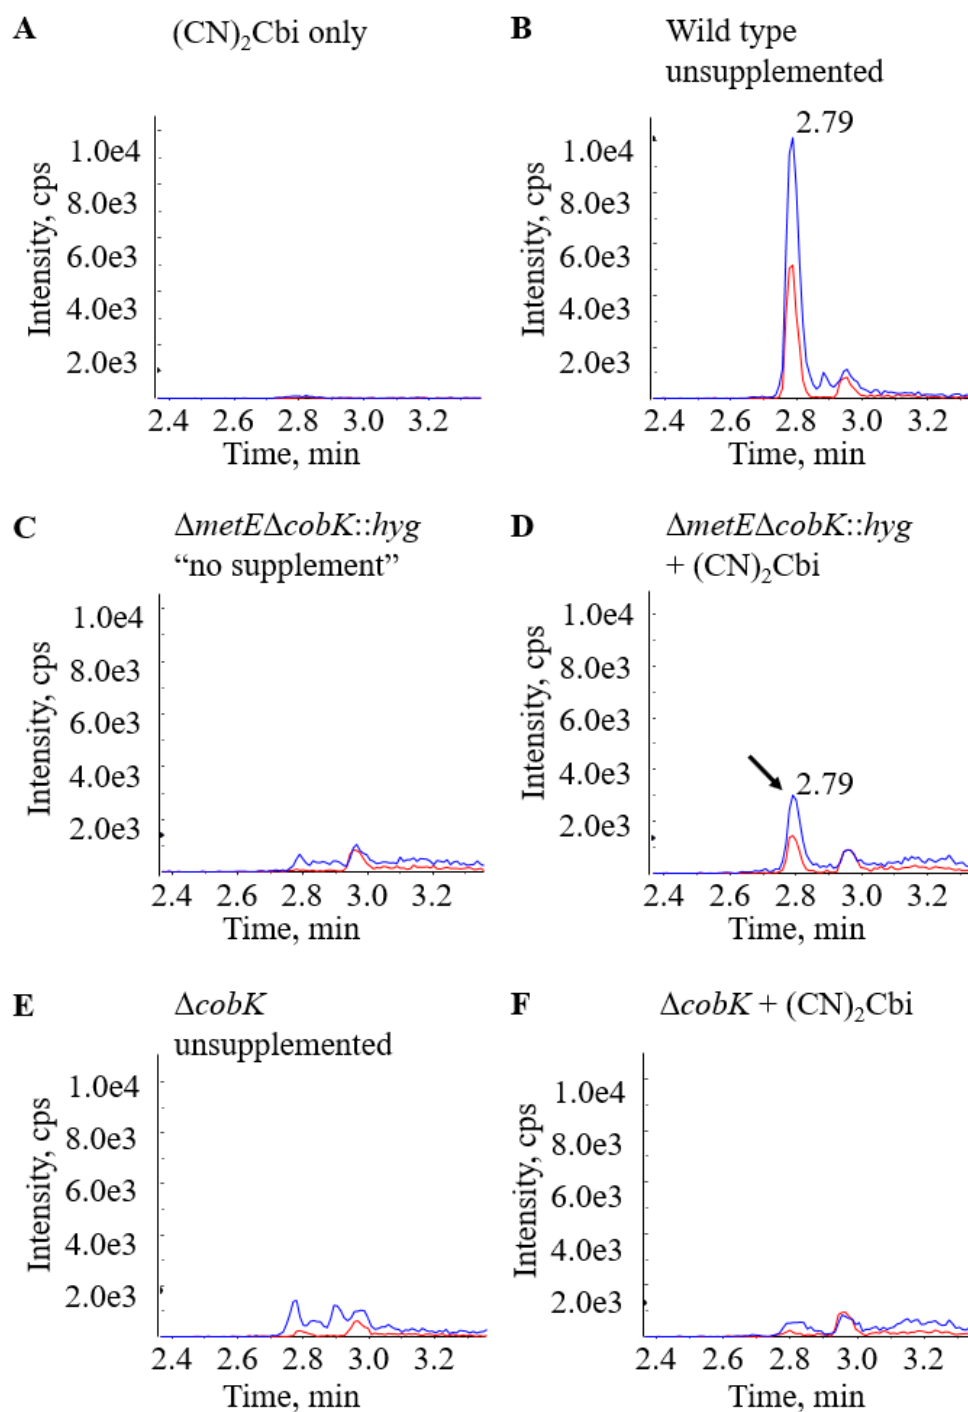 A (CN)₂Cbi only
1.0e4
8.0e3
6.0e3
4.0e3
2.0e3
Intensity, cps
2.4 2.6 2.8 3.0 3.2
Time, min
B Wild type
unsupplemented
2.79
1.0e4
8.0e3
6.0e3
4.0e3
2.0e3
Intensity, cps
2.4 2.6 2.8 3.0 3.2
Time, min
C ΔmetEΔcobK::hyg
“no supplement”
1.0e4
8.0e3
6.0e3
4.0e3
2.0e3
Intensity, cps
2.4 2.6 2.8 3.0 3.2
Time, min
D ΔmetEΔcobK::hyg
+ (CN)₂Cbi
1.0e4
8.0e3
6.0e3
4.0e3
2.79
2.0e3
Intensity, cps
2.4 2.6 2.8 3.0 3.2
Time, min
E ΔcobK
unsupplemented
1.0e4
8.0e3
6.0e3
4.0e3
2.0e3
Intensity, cps
2.4 2.6 2.8 3.0 3.2
Time, min
F ΔcobK + (CN)₂Cbi
1.0e4
8.0e3
6.0e3
4.0e3
2.0e3
Intensity, cps
2.4 2.6 2.8 3.0 3.2
Time, min